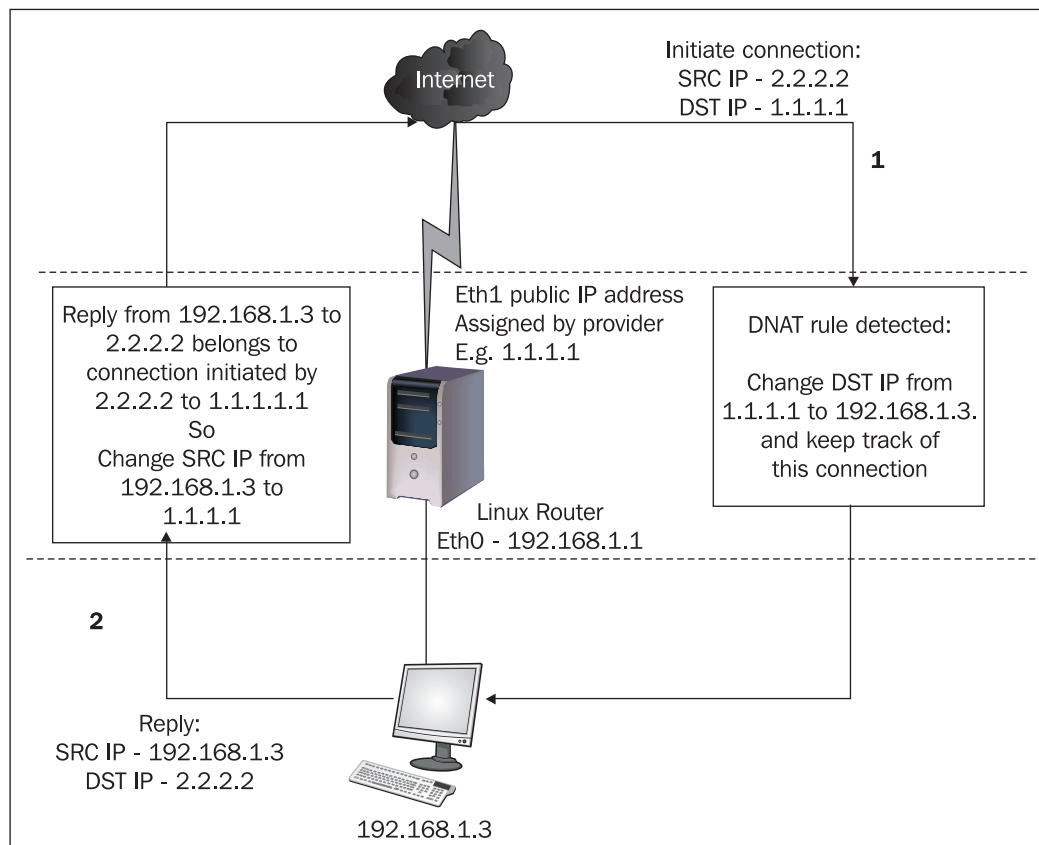 Internet
Initiate connection:
SRC IP - 2.2.2.2
DST IP - 1.1.1.1
1
Reply from 192.168.1.3 to
2.2.2.2 belongs to
connection initiated by
2.2.2.2 to 1.1.1.1.1
So
Change SRC IP from
192.168.1.3 to
1.1.1.1
Eth1 public IP address
Assigned by provider
E.g. 1.1.1.1
DNAT rule detected:
Change DST IP from
1.1.1.1 to 192.168.1.3.
and keep track of
this connection
Linux Router
Eth0 - 192.168.1.1
2
Reply:
SRC IP - 192.168.1.3
DST IP - 2.2.2.2
192.168.1.3